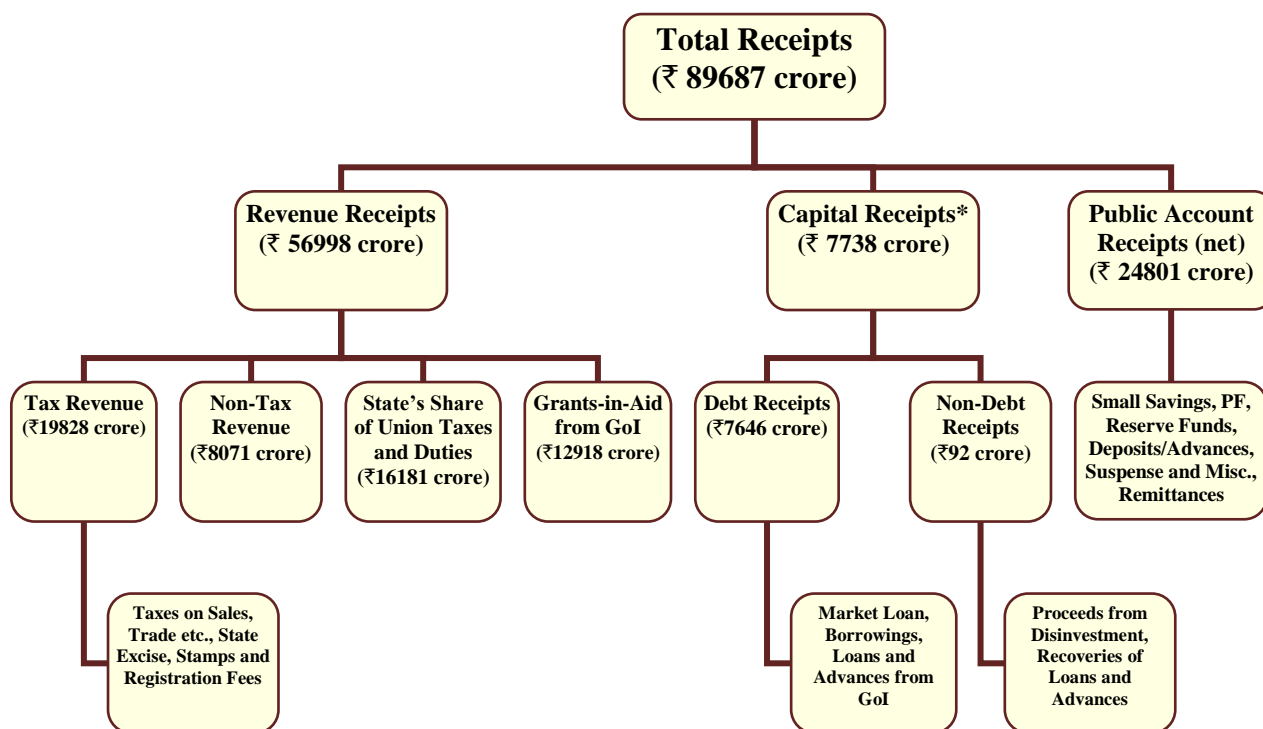 Total Receipts
(₹ 89687 crore)
Revenue Receipts
(₹ 56998 crore)
Capital Receipts*
(₹ 7738 crore)
Public Account
Receipts (net)
(₹ 24801 crore)
Tax Revenue
(₹19828 crore)
Non-Tax
Revenue
(₹8071 crore)
State’s Share
of Union Taxes
and Duties
(₹16181 crore)
Grants-in-Aid
from GoI
(₹12918 crore)
Debt Receipts
(₹7646 crore)
Non-Debt
Receipts
(₹92 crore)
Small Savings, PF,
Reserve Funds,
Deposits/Advances,
Suspense and Misc.,
Remittances
Taxes on Sales,
Trade etc., State
Excise, Stamps and
Registration Fees
Market Loan,
Borrowings,
Loans and
Advances from
GoI
Proceeds from
Disinvestment,
Recoveries of
Loans and
Advances